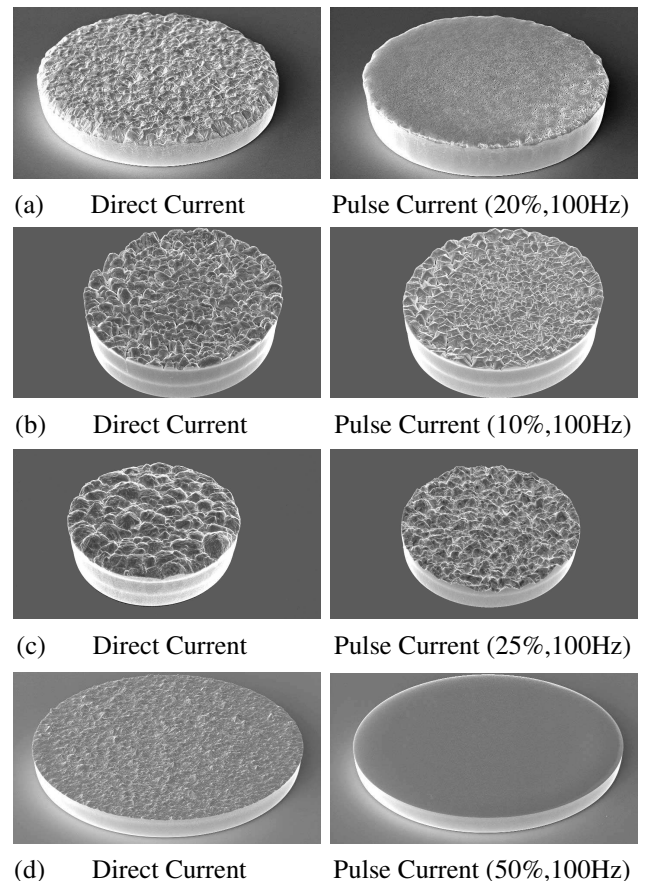 (a) Direct Current Pulse Current (20%,100Hz)
(b) Direct Current Pulse Current (10%,100Hz)
(c) Direct Current Pulse Current (25%,100Hz)
(d) Direct Current Pulse Current (50%,100Hz)